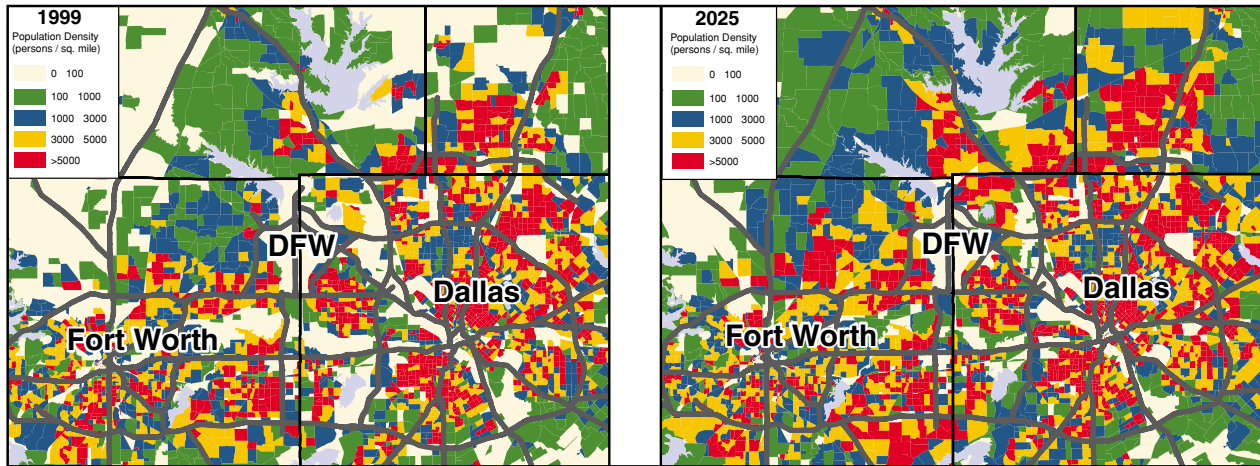 1999
Population Density
(persons / sq. mile)
0 100
100 1000
1000 3000
3000 5000
>5000
DFW
Dallas
Fort Worth
2025
Population Density
(persons / sq. mile)
0 100
100 1000
1000 3000
3000 5000
>5000
DFW
Dallas
Fort Worth